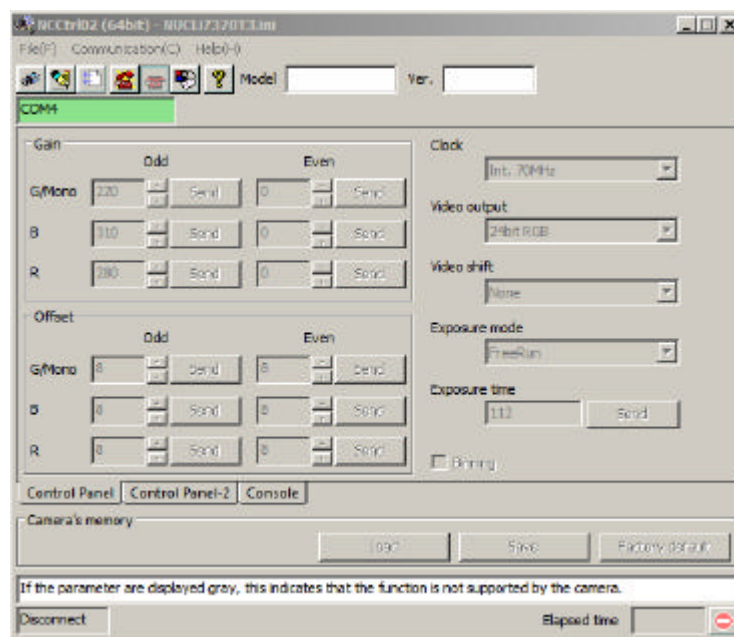 NCCtrl02 (64bit) - NUCLi7370T3.ini
File(F) Communication(C) Help(H)
Model Ver.
COM4
Gain
Odd Even
G/Mono 220 Send 0 Send
B 310 Send 0 Send
R 280 Send 0 Send
Offset
Odd Even
G/Mono 8 Send 8 Send
B 8 Send 8 Send
R 8 Send 8 Send
Clock
Int. 70MHz
Video output
24bit RGB
Video shift
None
Exposure mode
FreeRun
Exposure time
112 Send
Binning
Control Panel Control Panel-2 Console
Camera's memory
Load Save Factory default
If the parameter are displayed gray, this indicates that the function is not supported by the camera.
Disconnect Elapsed time